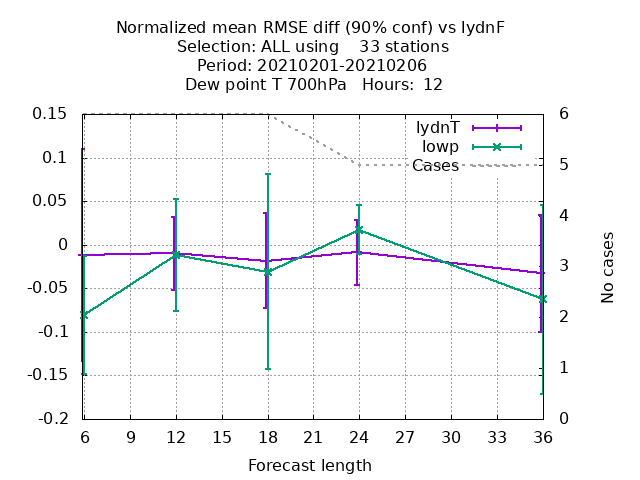 Normalized mean RMSE diff (90% conf) vs lydnF
Selection: ALL using 33 stations
Period: 20210201-20210206
Dew point T 700hPa Hours: 12
lydnT
lowp
Cases
0.15
0.1
0.05
0
-0.05
-0.1
-0.15
-0.2
6
5
4
3
2
1
0
No cases
6 9 12 15 18 21 24 27 30 33 36
Forecast length